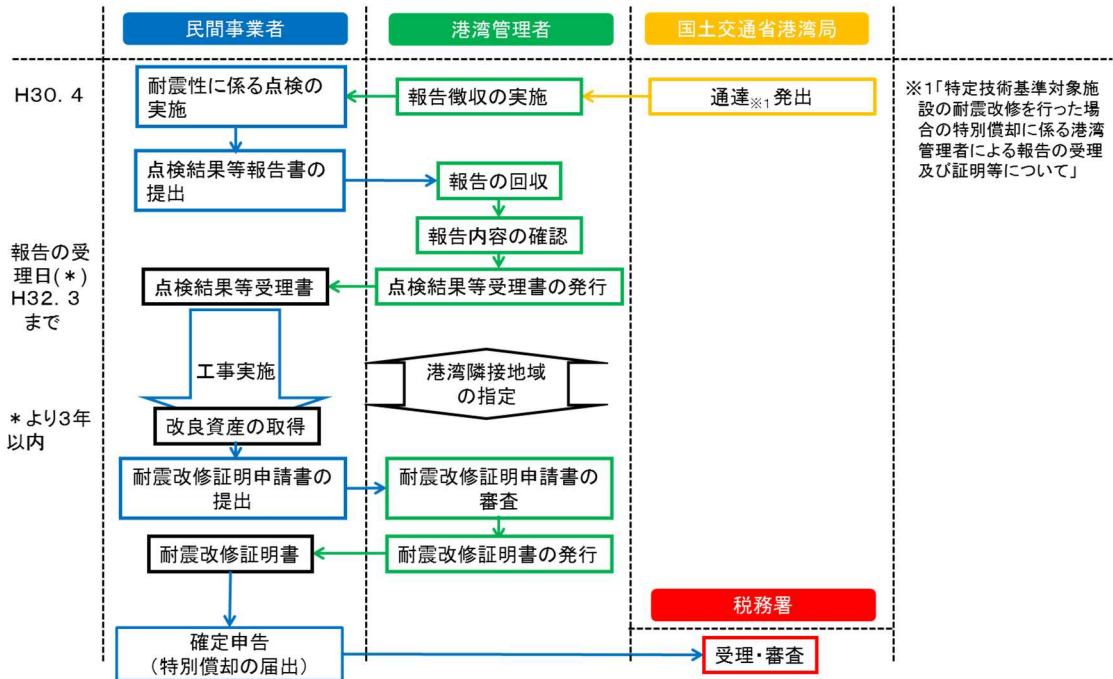 民間事業者
港湾管理者
国土交通省港湾局
H30. 4
耐震性に係る点検の
実施
報告徴収の実施
通達※1発出
※1「特定技術基準対象施
設の耐震改修を行った場
合の特別償却に係る港湾
管理者による報告の受理
及び証明等について」
点検結果等報告書の
提出
報告の回収
報告内容の確認
報告の受
理日(*)
H32. 3
まで
点検結果等受理書
点検結果等受理書の発行
工事実施
港湾隣接地域
の指定
*より3年
以内
改良資産の取得
耐震改修証明申請書の
提出
耐震改修証明申請書の
審査
耐震改修証明書
耐震改修証明書の発行
税務署
確定申告
(特別償却の届出)
受理・審査